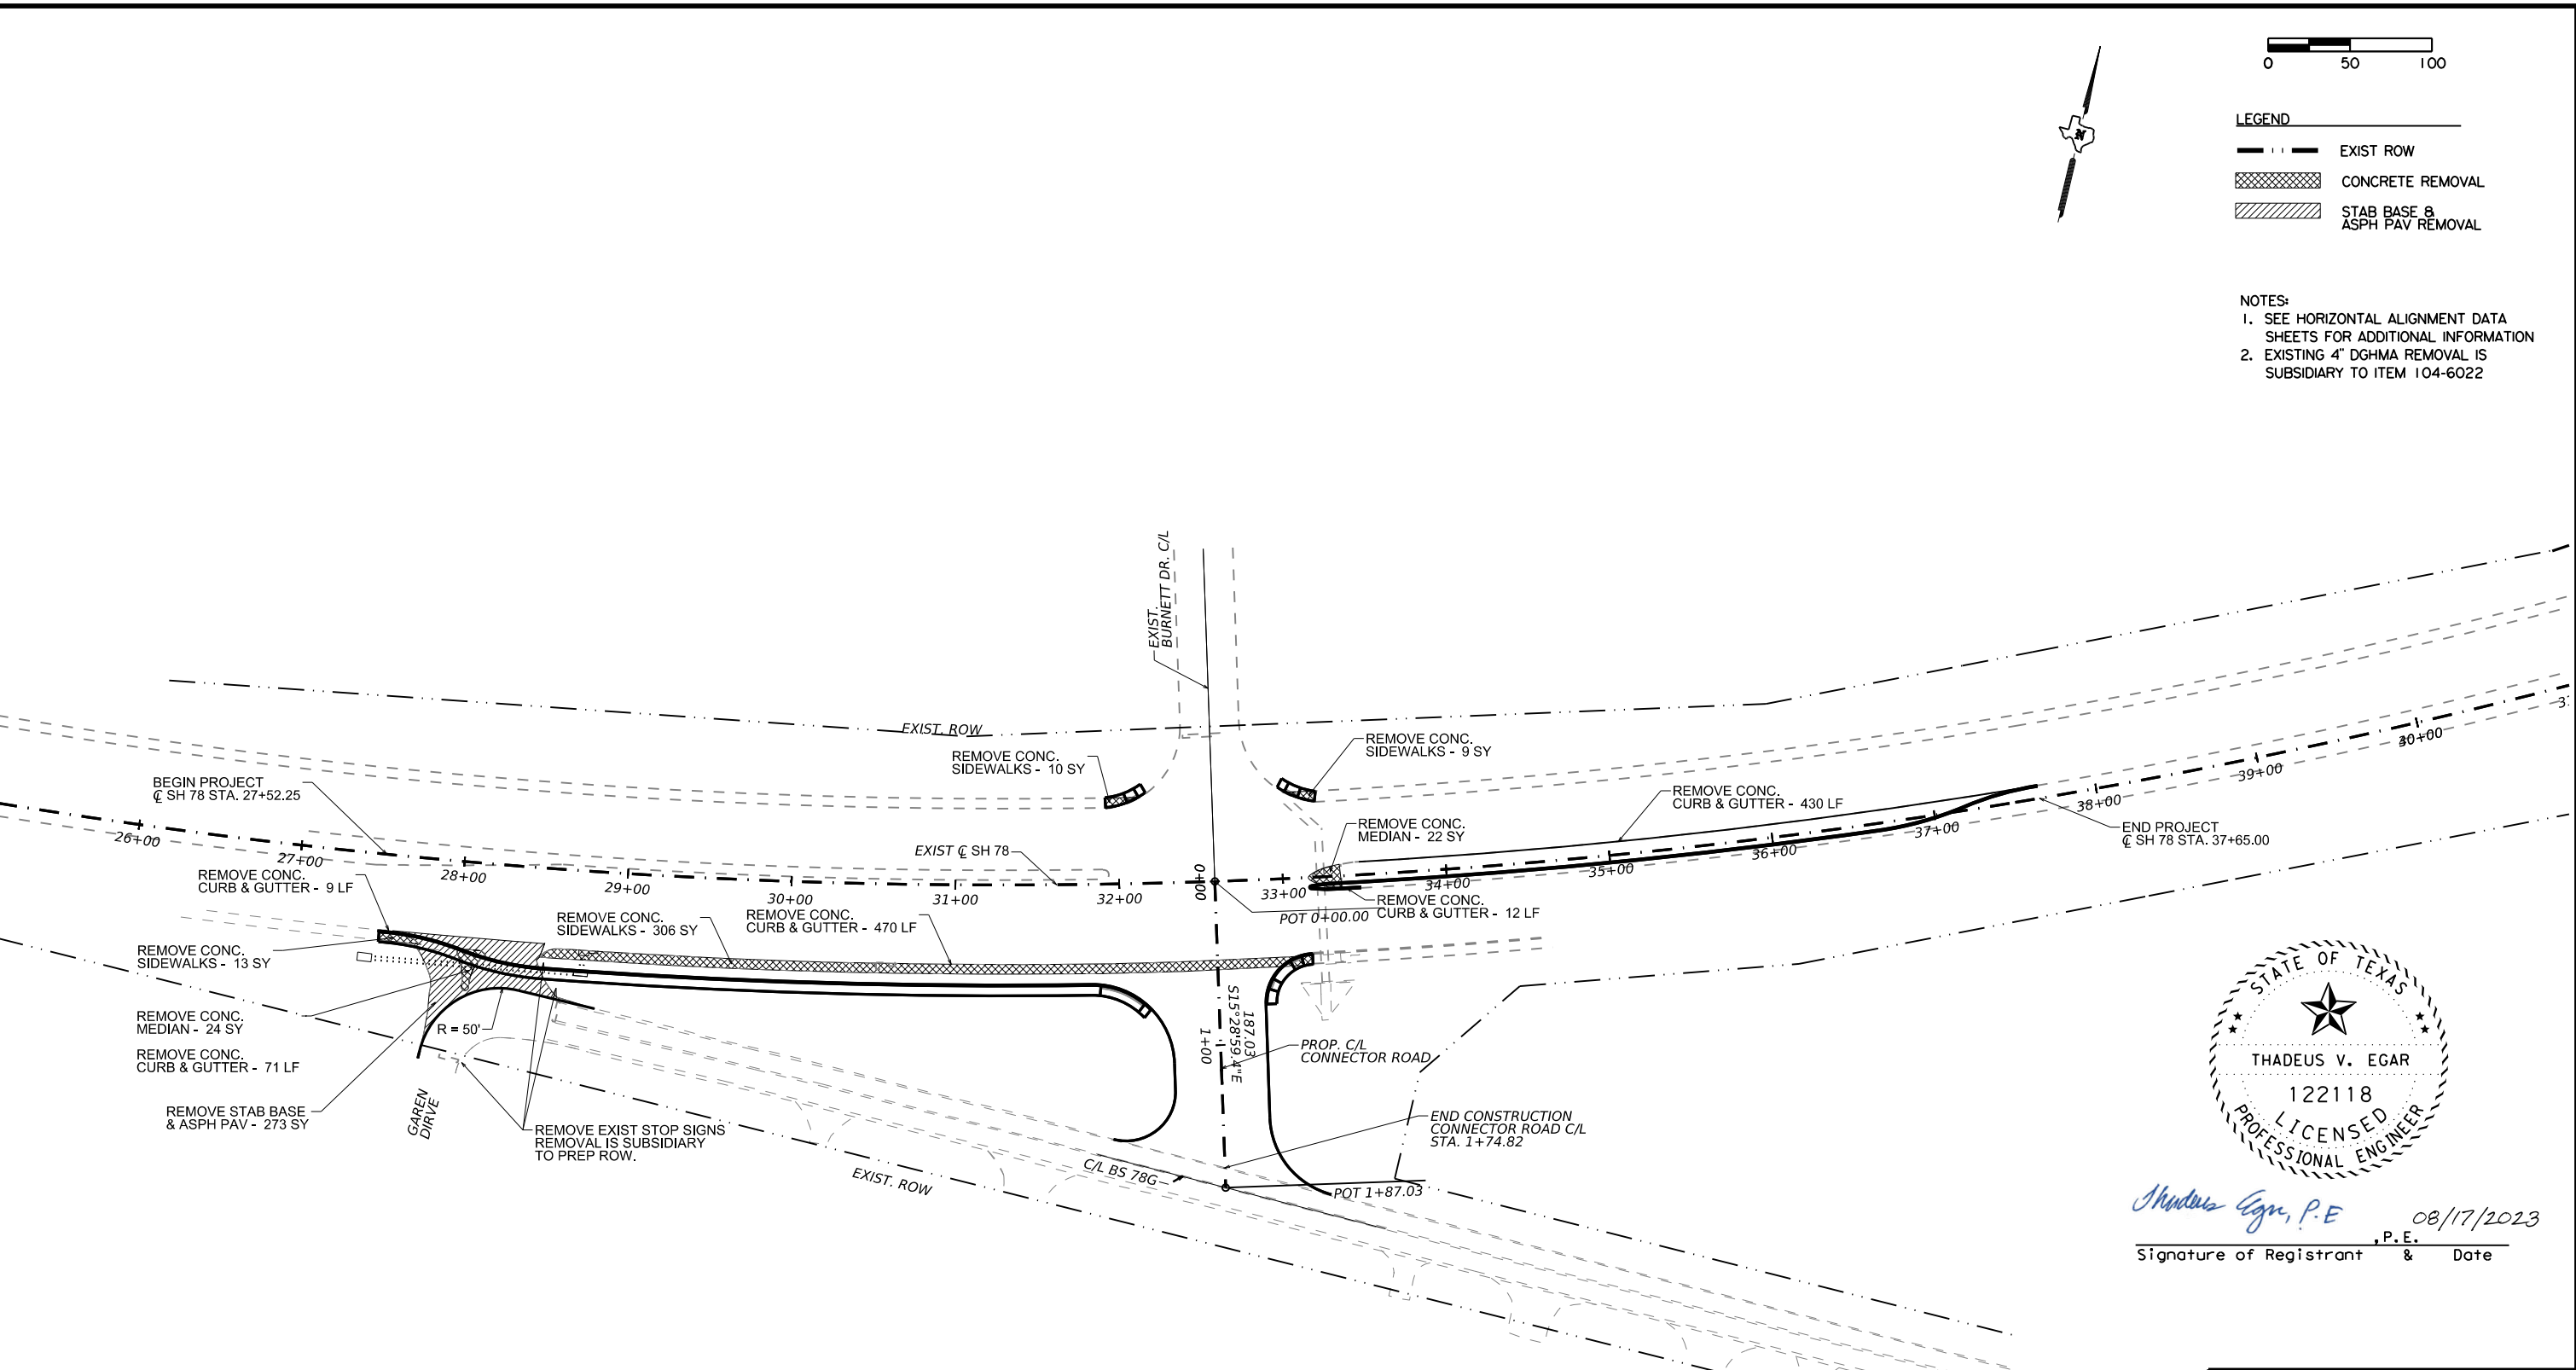 0 50 100
LEGEND
EXIST ROW
CONCRETE REMOVAL
STAB BASE &
ASPH PAV REMOVAL
N
NOTES:
1. SEE HORIZONTAL ALIGNMENT DATA
SHEETS FOR ADDITIONAL INFORMATION
2. EXISTING 4" DGHMA REMOVAL IS
SUBSIDIARY TO ITEM 104-6022
EXIST.
BURNETT DR. C/L
EXIST. ROW
REMOVE CONC.
SIDEWALKS - 10 SY
REMOVE CONC.
SIDEWALKS - 9 SY
BEGIN PROJECT
℄ SH 78 STA. 27+52.25
REMOVE CONC.
CURB & GUTTER - 430 LF
REMOVE CONC.
MEDIAN - 22 SY
END PROJECT
℄ SH 78 STA. 37+65.00
EXIST ℄ SH 78
26+00
27+00
28+00
29+00
30+00
31+00
32+00
33+00
34+00
35+00
36+00
37+00
38+00
39+00
40+00
3
0+00
POT 0+00.00
REMOVE CONC.
CURB & GUTTER - 12 LF
REMOVE CONC.
CURB & GUTTER - 9 LF
REMOVE CONC.
SIDEWALKS - 306 SY
REMOVE CONC.
CURB & GUTTER - 470 LF
REMOVE CONC.
SIDEWALKS - 13 SY
REMOVE CONC.
MEDIAN - 24 SY
REMOVE CONC.
CURB & GUTTER - 71 LF
REMOVE STAB BASE
& ASPH PAV - 273 SY
R = 50'
GAREN
DIRVE
REMOVE EXIST STOP SIGNS
REMOVAL IS SUBSIDIARY
TO PREP ROW.
187.03
S15°28'59.4"E
1+00
PROP. C/L
CONNECTOR ROAD
END CONSTRUCTION
CONNECTOR ROAD C/L
STA. 1+74.82
C/L BS 78G
POT 1+87.03
EXIST. ROW
STATE OF TEXAS
THADEUS V. EGAR
122118
LICENSED
PROFESSIONAL ENGINEER
Thadeus Egar, P.E
08/17/2023
, P.E.
Signature of Registrant & Date